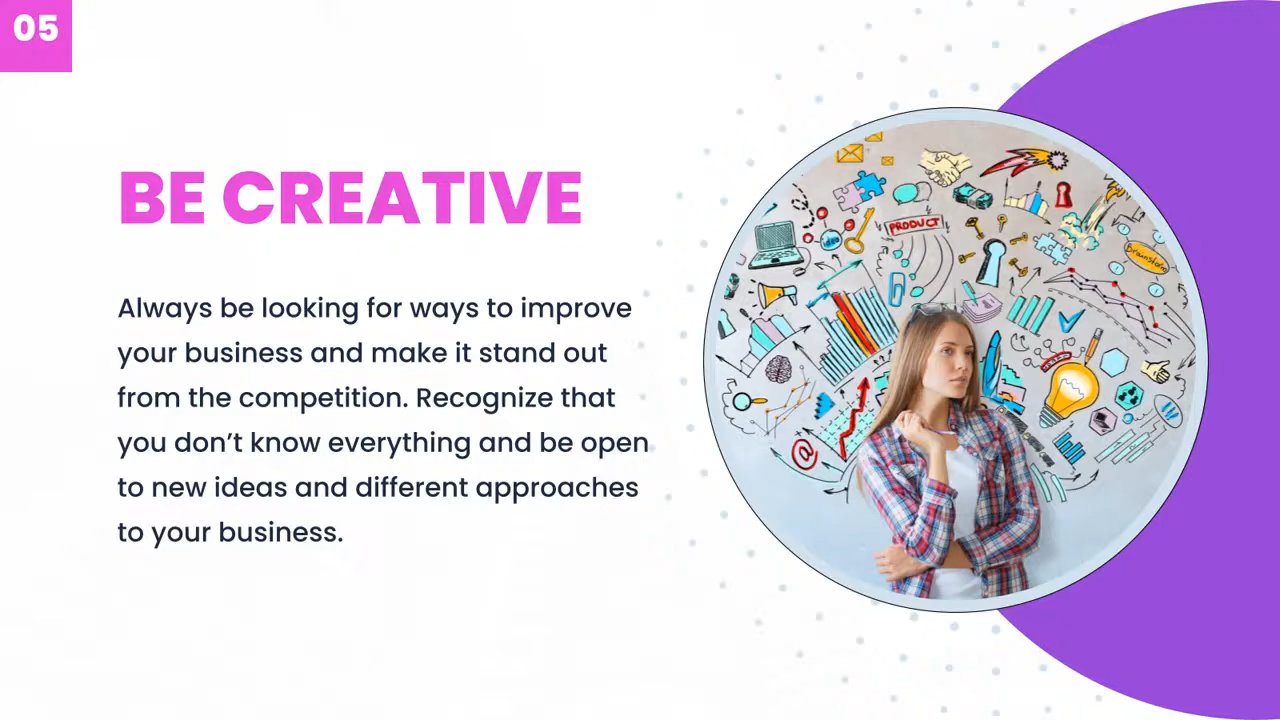 05
BE CREATIVE
Always be looking for ways to improve
your business and make it stand out
from the competition. Recognize that
you don’t know everything and be open
to new ideas and different approaches
to your business.
PRODUCT
idea
Brainstorm
@